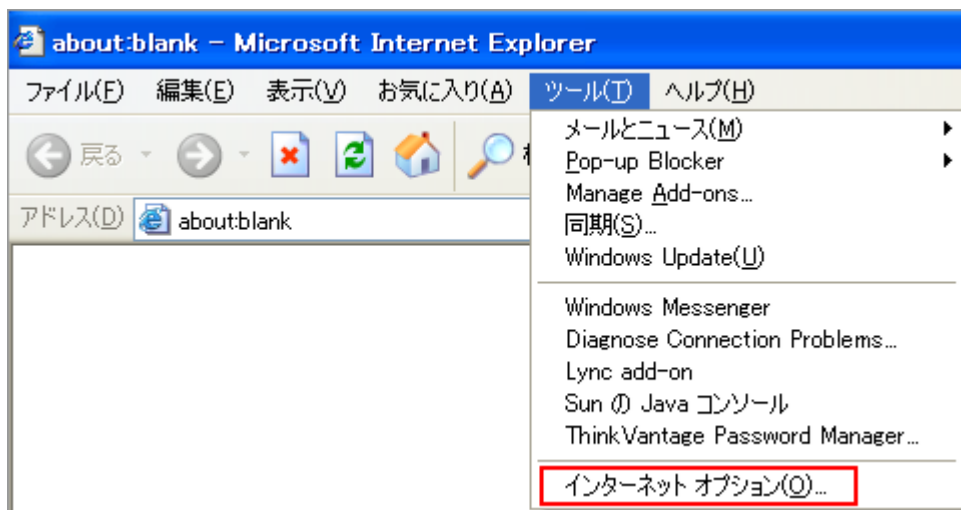 about:blank - Microsoft Internet Explorer
ファイル(F) 編集(E) 表示(V) お気に入り(A) ツール(T) ヘルプ(H)
戻る
アドレス(D) about:blank
メールとニュース(M)
Pop-up Blocker
Manage Add-ons...
同期(S)...
Windows Update(U)
Windows Messenger
Diagnose Connection Problems...
Lync add-on
Sun の Java コンソール
ThinkVantage Password Manager...
インターネット オプション(O)...